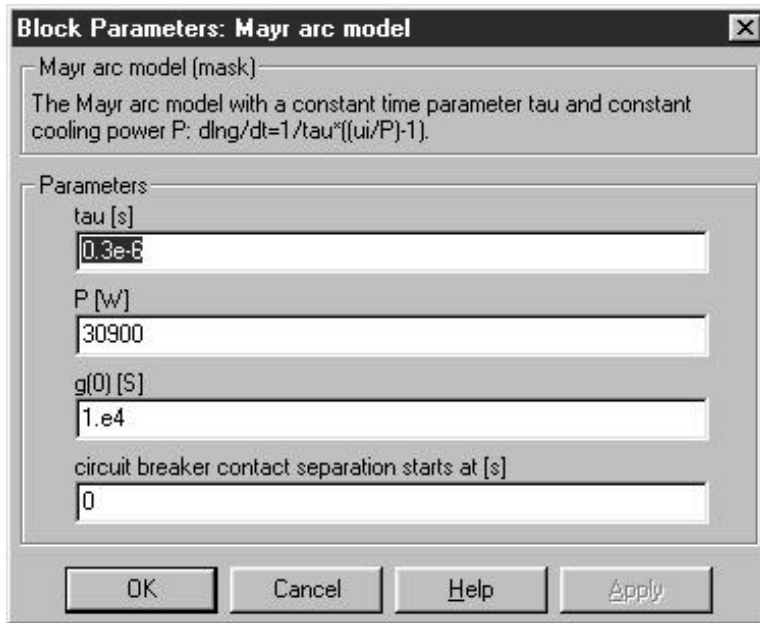 Block Parameters: Mayr arc model
Mayr arc model (mask)
The Mayr arc model with a constant time parameter tau and constant
cooling power P: dlng/dt=1/tau*((ui/P)-1).
Parameters
tau [s]
0.3e-6
P [W]
30900
g(0) [S]
1.e4
circuit breaker contact separation starts at [s]
0
OK Cancel Help Apply